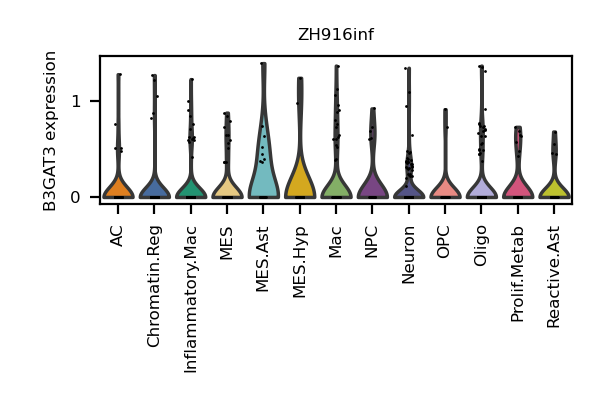 ZH916inf
B3GAT3 expression
1
0
AC
Chromatin.Reg
Inflammatory.Mac
MES
MES.Ast
MES.Hyp
Mac
NPC
Neuron
OPC
Oligo
Prolif.Metab
Reactive.Ast